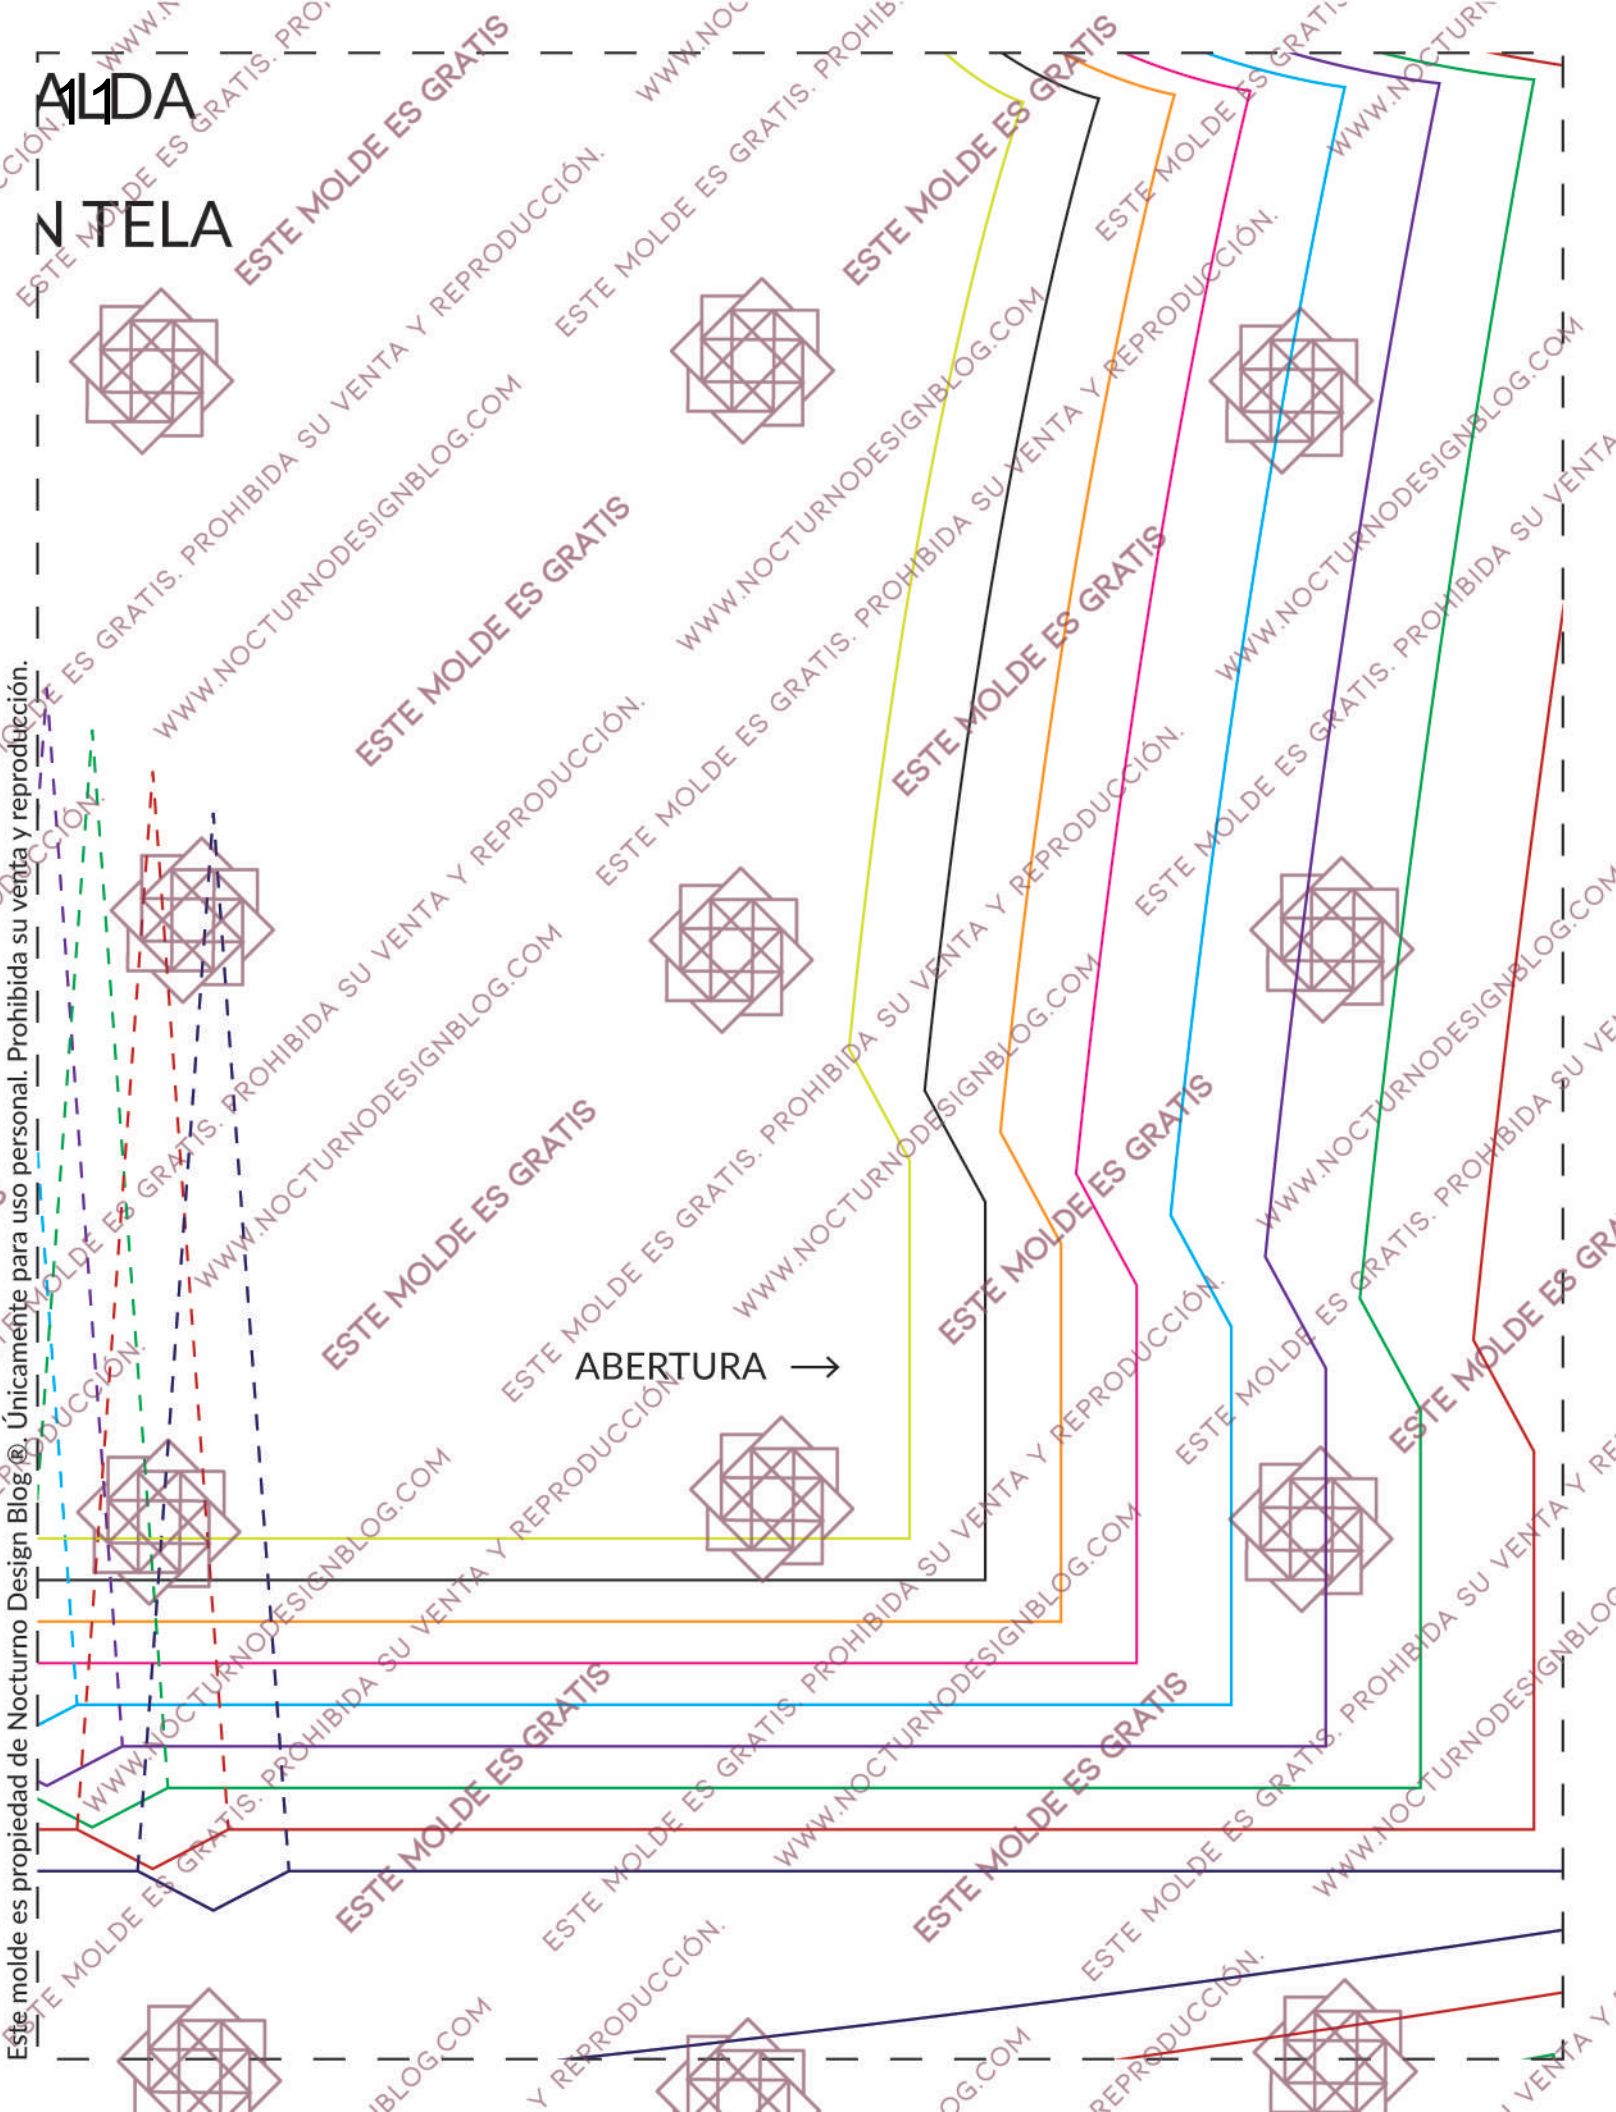 ALDA
11
N TELA
ABERTURA →
Este molde es propiedad de Nocturno Design Blog ®. Únicamente para uso personal. Prohibida su venta y reproducción.
ESTE MOLDE ES GRATIS
ESTE MOLDE ES GRATIS. PROHIBIDA SU VENTA Y REPRODUCCIÓN.
WWW.NOCTURNODESIGNBLOG.COM